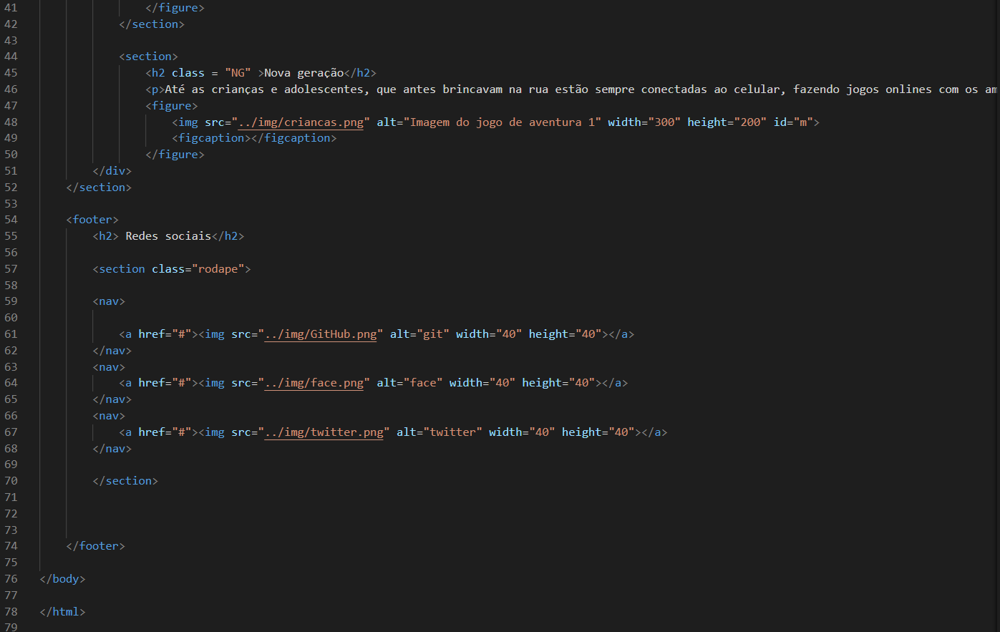 41 </figure>
42 </section>
43
44 <section>
45 <h2 class = "NG" >Nova geração</h2>
46 <p>Até as crianças e adolescentes, que antes brincavam na rua estão sempre conectadas ao celular, fazendo jogos onlines com os am
47 <figure>
48 <img src="../img/criancas.png" alt="Imagem do jogo de aventura 1" width="300" height="200" id="m">
49 <figcaption></figcaption>
50 </figure>
51 </div>
52 </section>
53
54 <footer>
55 <h2> Redes sociais</h2>
56
57 <section class="rodape">
58
59 <nav>
60
61 <a href="#"><img src="../img/GitHub.png" alt="git" width="40" height="40"></a>
62 </nav>
63 <nav>
64 <a href="#"><img src="../img/face.png" alt="face" width="40" height="40"></a>
65 </nav>
66 <nav>
67 <a href="#"><img src="../img/twitter.png" alt="twitter" width="40" height="40"></a>
68 </nav>
69
70 </section>
71
72
73
74 </footer>
75
76 </body>
77
78 </html>
79